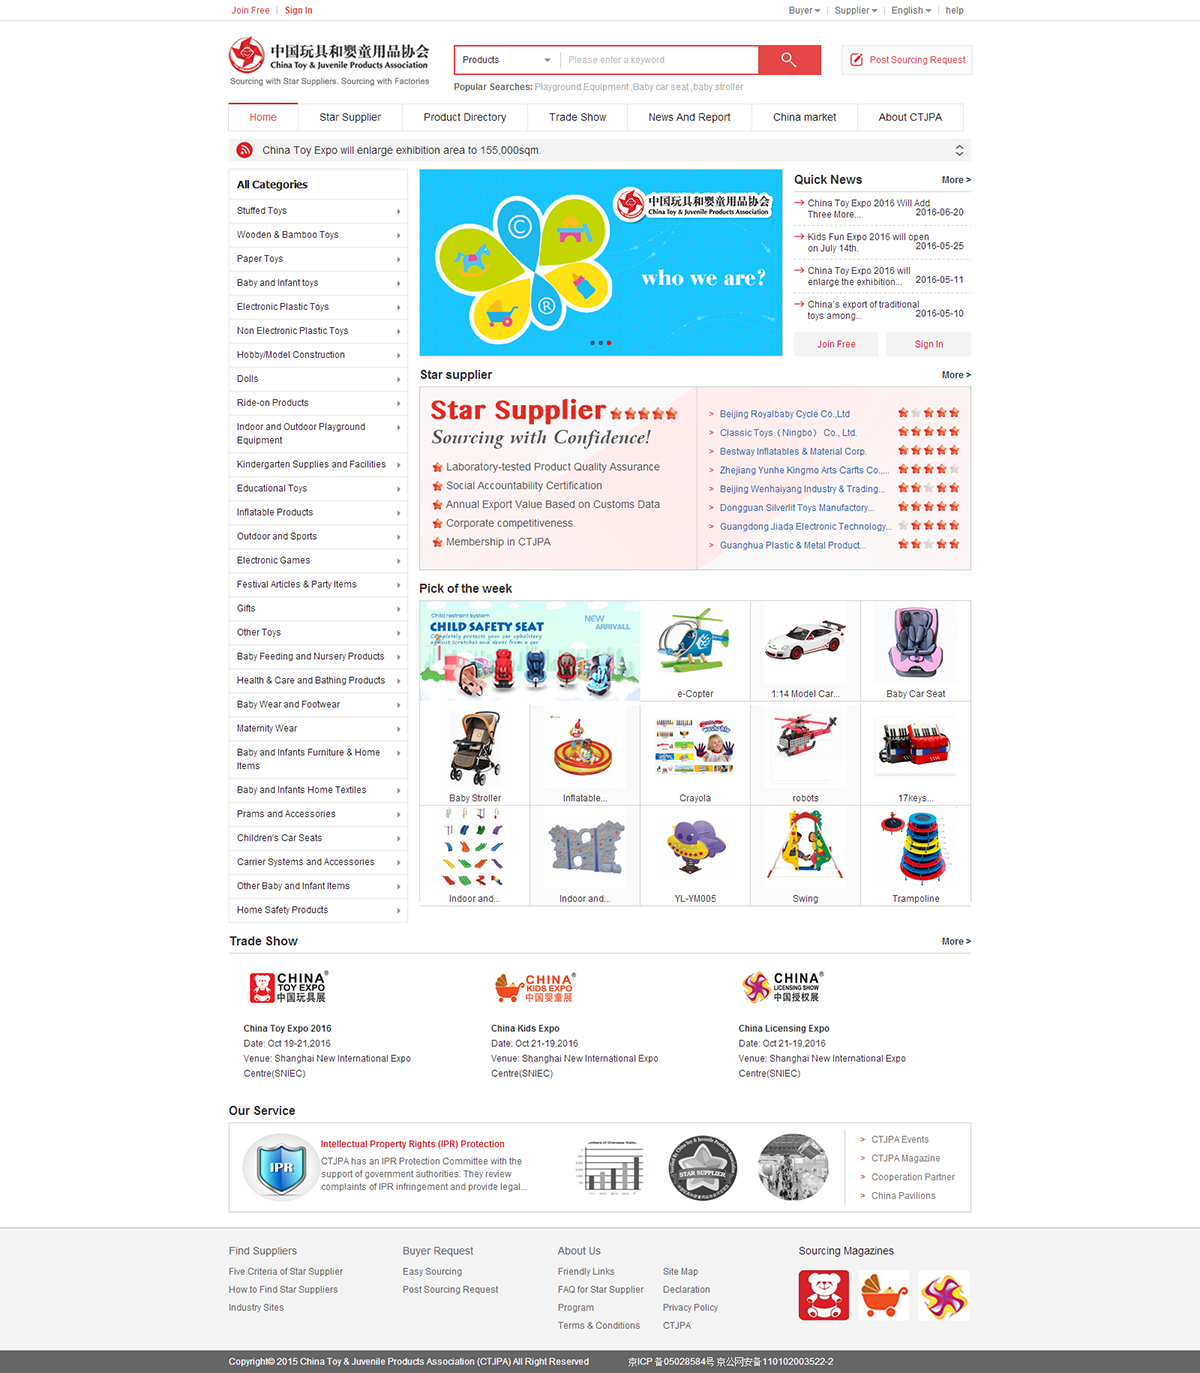 Join Free | Sign In
Buyer | Supplier | English | help
中国玩具和婴童用品协会
China Toy & Juvenile Products Association
Sourcing with Star Suppliers. Sourcing with Factories
Products
Please enter a keyword
Post Sourcing Request
Popular Searches: Playground Equipment ,Baby car seat ,baby stroller
Home
Star Supplier
Product Directory
Trade Show
News And Report
China market
About CTJPA
China Toy Expo will enlarge exhibition area to 155,000sqm.
All Categories
Stuffed Toys
Wooden & Bamboo Toys
Paper Toys
Baby and Infant toys
Electronic Plastic Toys
Non Electronic Plastic Toys
Hobby/Model Construction
Dolls
Ride-on Products
Indoor and Outdoor Playground
Equipment
Kindergarten Supplies and Facilities
Educational Toys
Inflatable Products
Outdoor and Sports
Electronic Games
Festival Articles & Party Items
Gifts
Other Toys
Baby Feeding and Nursery Products
Health & Care and Bathing Products
Baby Wear and Footwear
Maternity Wear
Baby and Infants Furniture & Home
Items
Baby and Infants Home Textiles
Prams and Accessories
Children's Car Seats
Carrier Systems and Accessories
Other Baby and Infant Items
Home Safety Products
©
®
中国玩具和婴童用品协会
China Toy & Juvenile Products Association
who we are?
Quick News
More >
China Toy Expo 2016 Will Add
Three More...
2016-06-20
Kids Fun Expo 2016 will open
on July 14th.
2016-05-25
China Toy Expo 2016 will
enlarge the exhibition...
2016-05-11
China's export of traditional
toys among...
2016-05-10
Join Free
Sign In
Star supplier
More >
Star Supplier
Sourcing with Confidence!
Laboratory-tested Product Quality Assurance
Social Accountability Certification
Annual Export Value Based on Customs Data
Corporate competitiveness.
Membership in CTJPA
> Beijing Royalbaby Cycle Co.,Ltd
> Classic Toys（Ningbo） Co., Ltd.
> Bestway Inflatables & Material Corp.
> Zhejiang Yunhe Kingmo Arts Carfts Co.,...
> Beijing Wenhaiyang Industry & Trading...
> Dongguan Silverlit Toys Manufactory...
> Guangdong Jiada Electronic Technology...
> Guanghua Plastic & Metal Product...
Pick of the week
Child restraint system
CHILD SAFETY SEAT
Completely protects your car upholstery
against scratches and dents from a car
NEW
ARRIVALL
e-Copter
1:14 Model Car...
Baby Car Seat
Baby Stroller
Inflatable...
washable
Crayola
robots
17keys...
Indoor and...
Indoor and...
YL-YM005
Swing
Trampoline
Trade Show
More >
CHINA®
TOY EXPO
中国玩具展
China Toy Expo 2016
Date: Oct 19-21,2016
Venue: Shanghai New International Expo
Centre(SNIEC)
CHINA®
KIDS EXPO
中国婴童展
China Kids Expo
Date: Oct 21-19,2016
Venue: Shanghai New International Expo
Centre(SNIEC)
CHINA®
LICENSING SHOW
中国授权展
China Licensing Expo
Date: Oct 21-19,2016
Venue: Shanghai New International Expo
Centre(SNIEC)
Our Service
IPR
Intellectual Property Rights (IPR) Protection
CTJPA has an IPR Protection Committee with the
support of government authorities. They review
complaints of IPR infringement and provide legal...
STAR SUPPLIER
> CTJPA Events
> CTJPA Magazine
> Cooperation Partner
> China Pavilions
Find Suppliers
Five Criteria of Star Supplier
How to Find Star Suppliers
Industry Sites
Buyer Request
Easy Sourcing
Post Sourcing Request
About Us
Friendly Links
FAQ for Star Supplier
Program
Terms & Conditions
Site Map
Declaration
Privacy Policy
CTJPA
Sourcing Magazines
Copyright© 2015 China Toy & Juvenile Products Association (CTJPA) All Right Reserved
京ICP 备05028584号 京公网安备110102003522-2